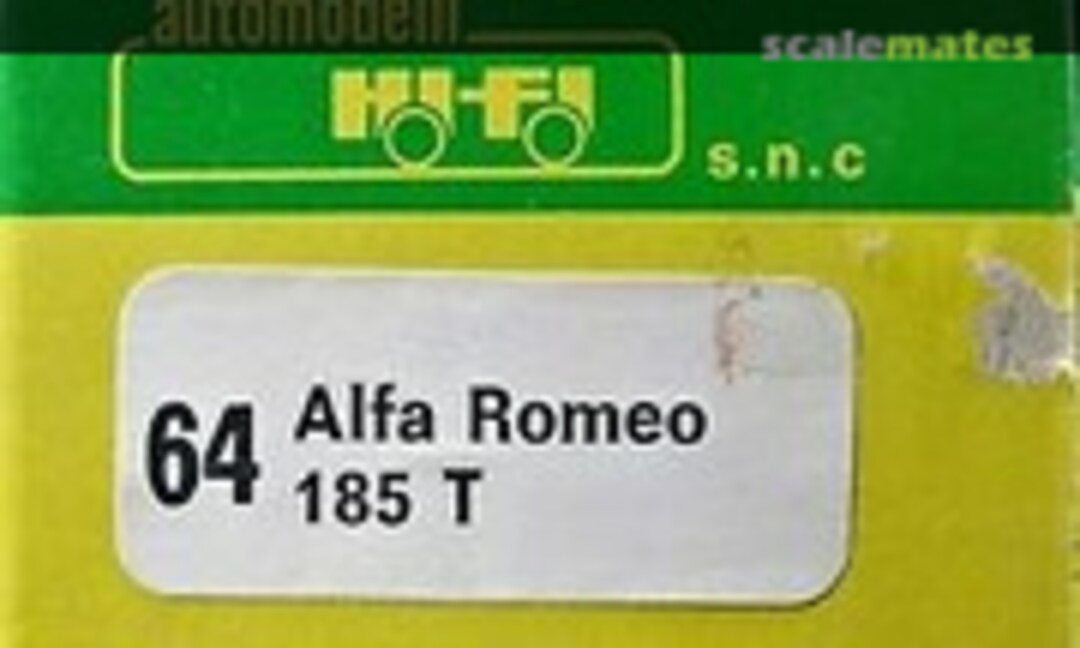 automodelli
scalemates
HI-FI
s.n.c
64 Alfa Romeo
185 T